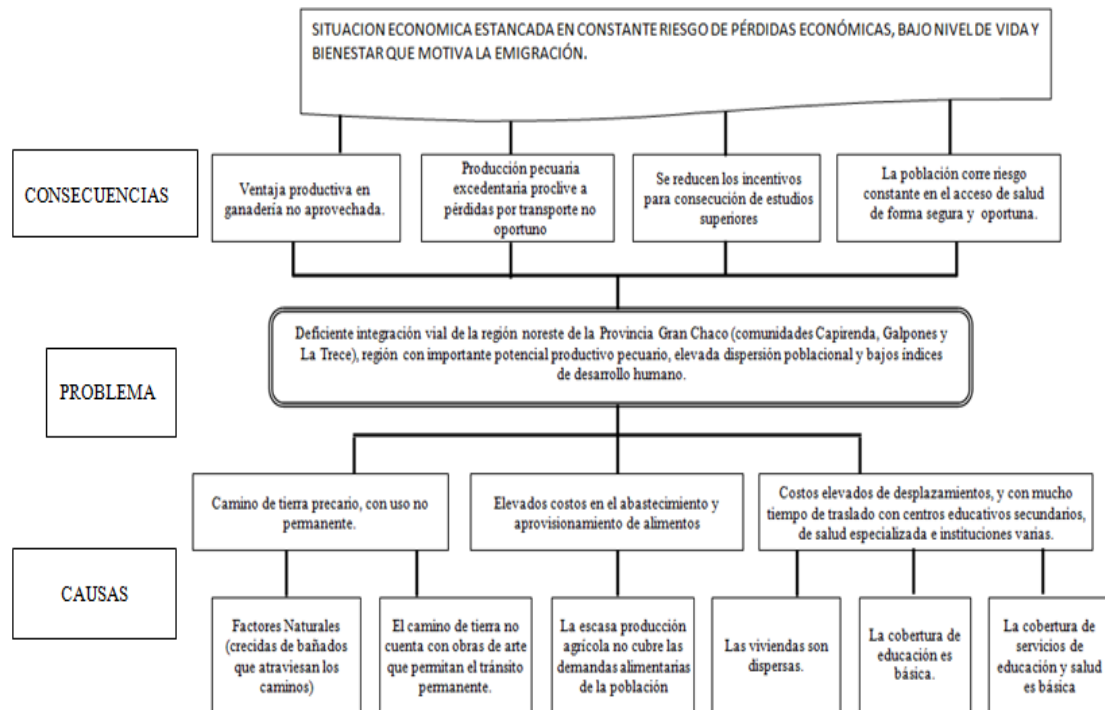 SITUACION ECONOMICA ESTANCADA EN CONSTANTE RIESGO DE PÉRDIDAS ECONÓMICAS, BAJO NIVEL DE VIDA Y
BIENESTAR QUE MOTIVA LA EMIGRACIÓN.
CONSECUENCIAS
Ventaja productiva en
ganadería no aprovechada.
Producción pecuaria
excedentaria proclive a
pérdidas por transporte no
oportuno
Se reducen los incentivos
para consecución de estudios
superiores
La población corre riesgo
constante en el acceso de salud
de forma segura y oportuna.
PROBLEMA
Deficiente integración vial de la región noreste de la Provincia Gran Chaco (comunidades Capirenda, Galpones y
La Trece), región con importante potencial productivo pecuario, elevada dispersión poblacional y bajos índices
de desarrollo humano.
Camino de tierra precario, con uso no
permanente.
Elevados costos en el abastecimiento y
aprovisionamiento de alimentos
Costos elevados de desplazamientos, y con mucho
tiempo de traslado con centros educativos secundarios,
de salud especializada e instituciones varias.
CAUSAS
Factores Naturales
(crecidas de bañados
que atraviesan los
caminos)
El camino de tierra no
cuenta con obras de arte
que permitan el tránsito
permanente.
La escasa producción
agrícola no cubre las
demandas alimentarias
de la población
Las viviendas son
dispersas.
La cobertura de
educación es
básica.
La cobertura de
servicios de
educación y salud
es básica